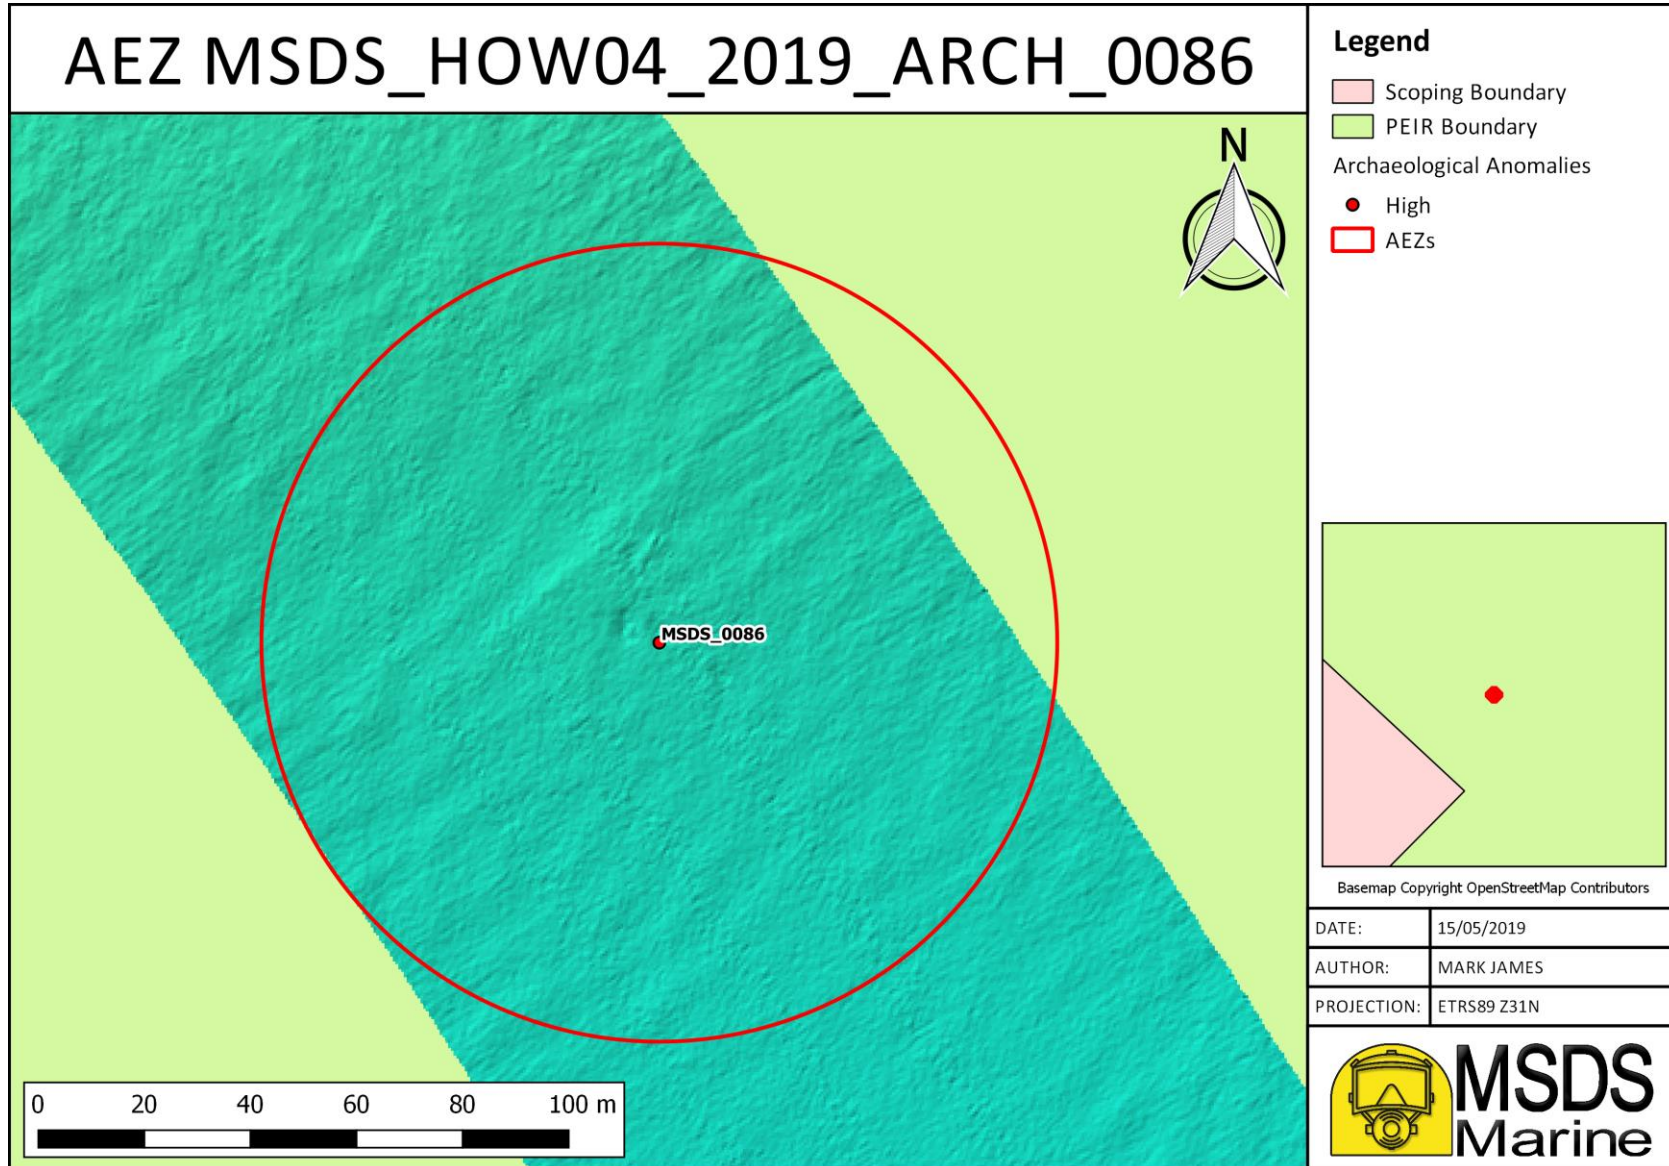 AEZ MSDS_HOW04_2019_ARCH_0086
N
MSDS_0086
0 20 40 60 80 100 m
Legend
Scoping Boundary
PEIR Boundary
Archaeological Anomalies
High
AEZs
Basemap Copyright OpenStreetMap Contributors
DATE: 15/05/2019
AUTHOR: MARK JAMES
PROJECTION: ETRS89 Z31N
MSDS
Marine